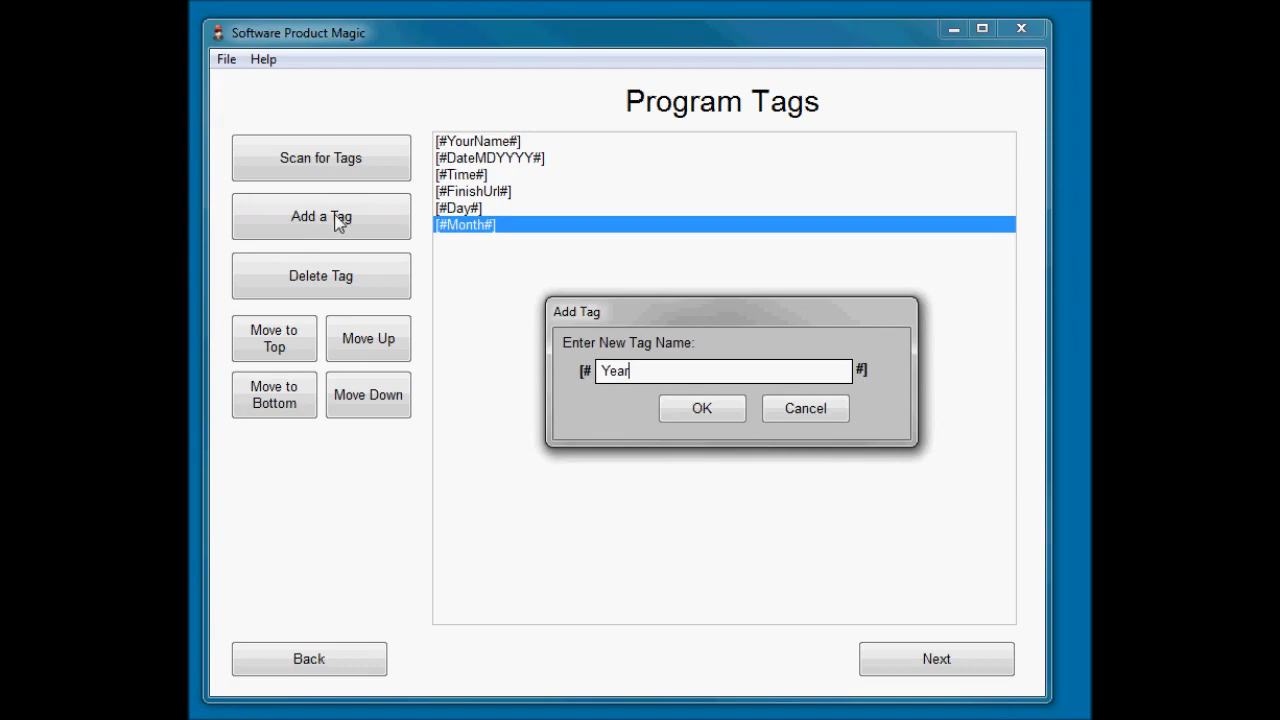 Software Product Magic
File Help
Program Tags
Scan for Tags
Add a Tag
Delete Tag
Move to
Top
Move Up
Move to
Bottom
Move Down
[#YourName#]
[#DateMDYYYY#]
[#Time#]
[#FinishUrl#]
[#Day#]
[#Month#]
Add Tag
Enter New Tag Name:
[# Year #]
OK Cancel
Back Next